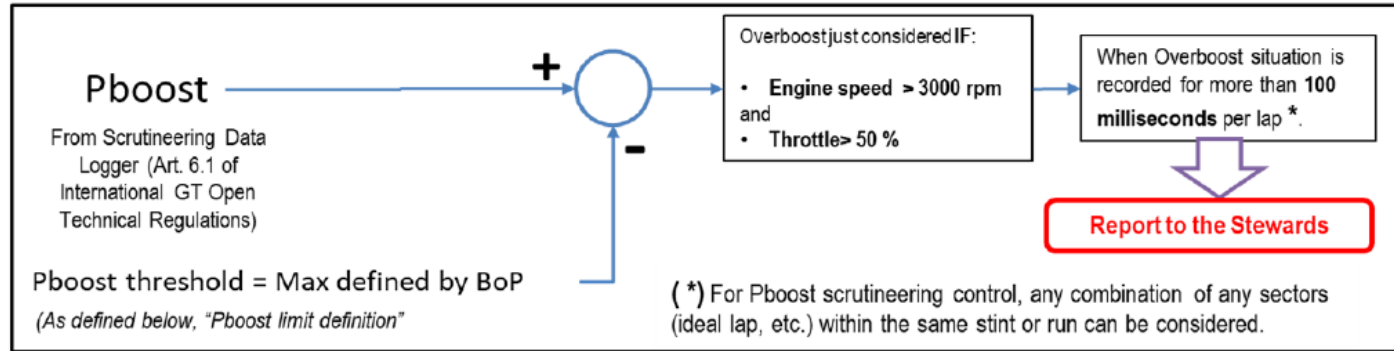 Pboost
From Scrutineering Data
Logger (Art. 6.1 of
International GT Open
Technical Regulations)
+
-
Pboost threshold = Max defined by BoP
(As defined below, “Pboost limit definition”
Overboost just considered IF:
• Engine speed > 3000 rpm
and
• Throttle> 50 %
When Overboost situation is
recorded for more than 100
milliseconds per lap *.
Report to the Stewards
( *) For Pboost scrutineering control, any combination of any sectors
(ideal lap, etc.) within the same stint or run can be considered.